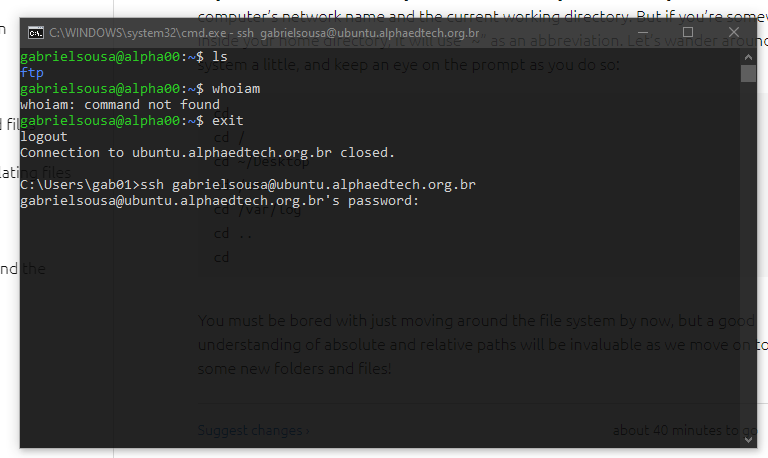 computer's network name and the current working directory. But if you're
C:\WINDOWS\system32\cmd.exe - ssh gabrielsousa@ubuntu.alphaedtech.org.br
inside your home directory, it will use "~" as an abbreviation. Let's wander around
system a little, and keep an eye on the prompt as you do so:
gabrielsousa@alpha00:~$ ls
ftp
gabrielsousa@alpha00:~$ whoiam
whoiam: command not found
gabrielsousa@alpha00:~$ exit
logout
Connection to ubuntu.alphaedtech.org.br closed.
C:\Users\gab01>ssh gabrielsousa@ubuntu.alphaedtech.org.br
gabrielsousa@ubuntu.alphaedtech.org.br's password:
cd
cd /
cd ~/Desktop
cd /var/log
cd ..
cd
files
nd the
You must be bored with just moving around the file system by now, but a good
understanding of absolute and relative paths will be invaluable as we move on to
some new folders and files!
Suggest changes ›
about 40 minutes to go